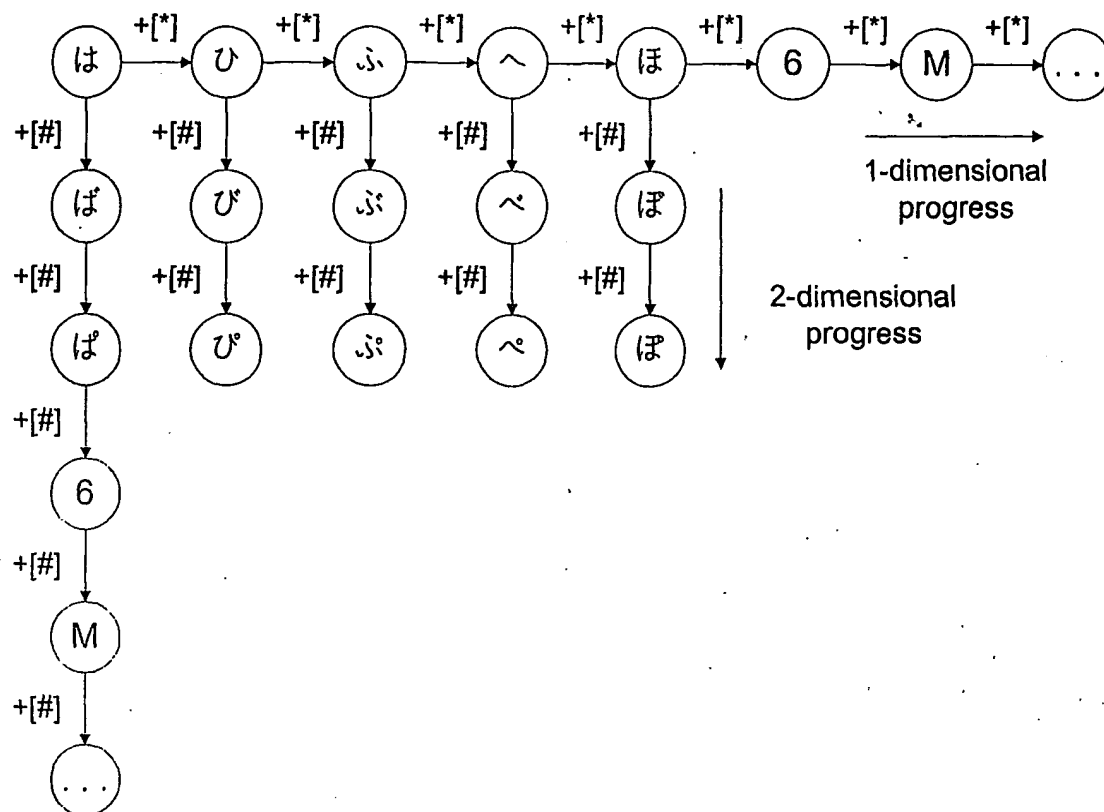 +[*] +[*] +[*] +[*] +[*] +[*] +[*]
は ひ ふ へ ほ 6 M ...
+[#] +[#] +[#] +[#] +[#]
1-dimensional
progress
ば び ぶ べ ぼ
+[#] +[#] +[#] +[#] +[#]
2-dimensional
progress
ぱ ぴ ぷ ぺ ぽ
+[#]
6
+[#]
M
+[#]
...